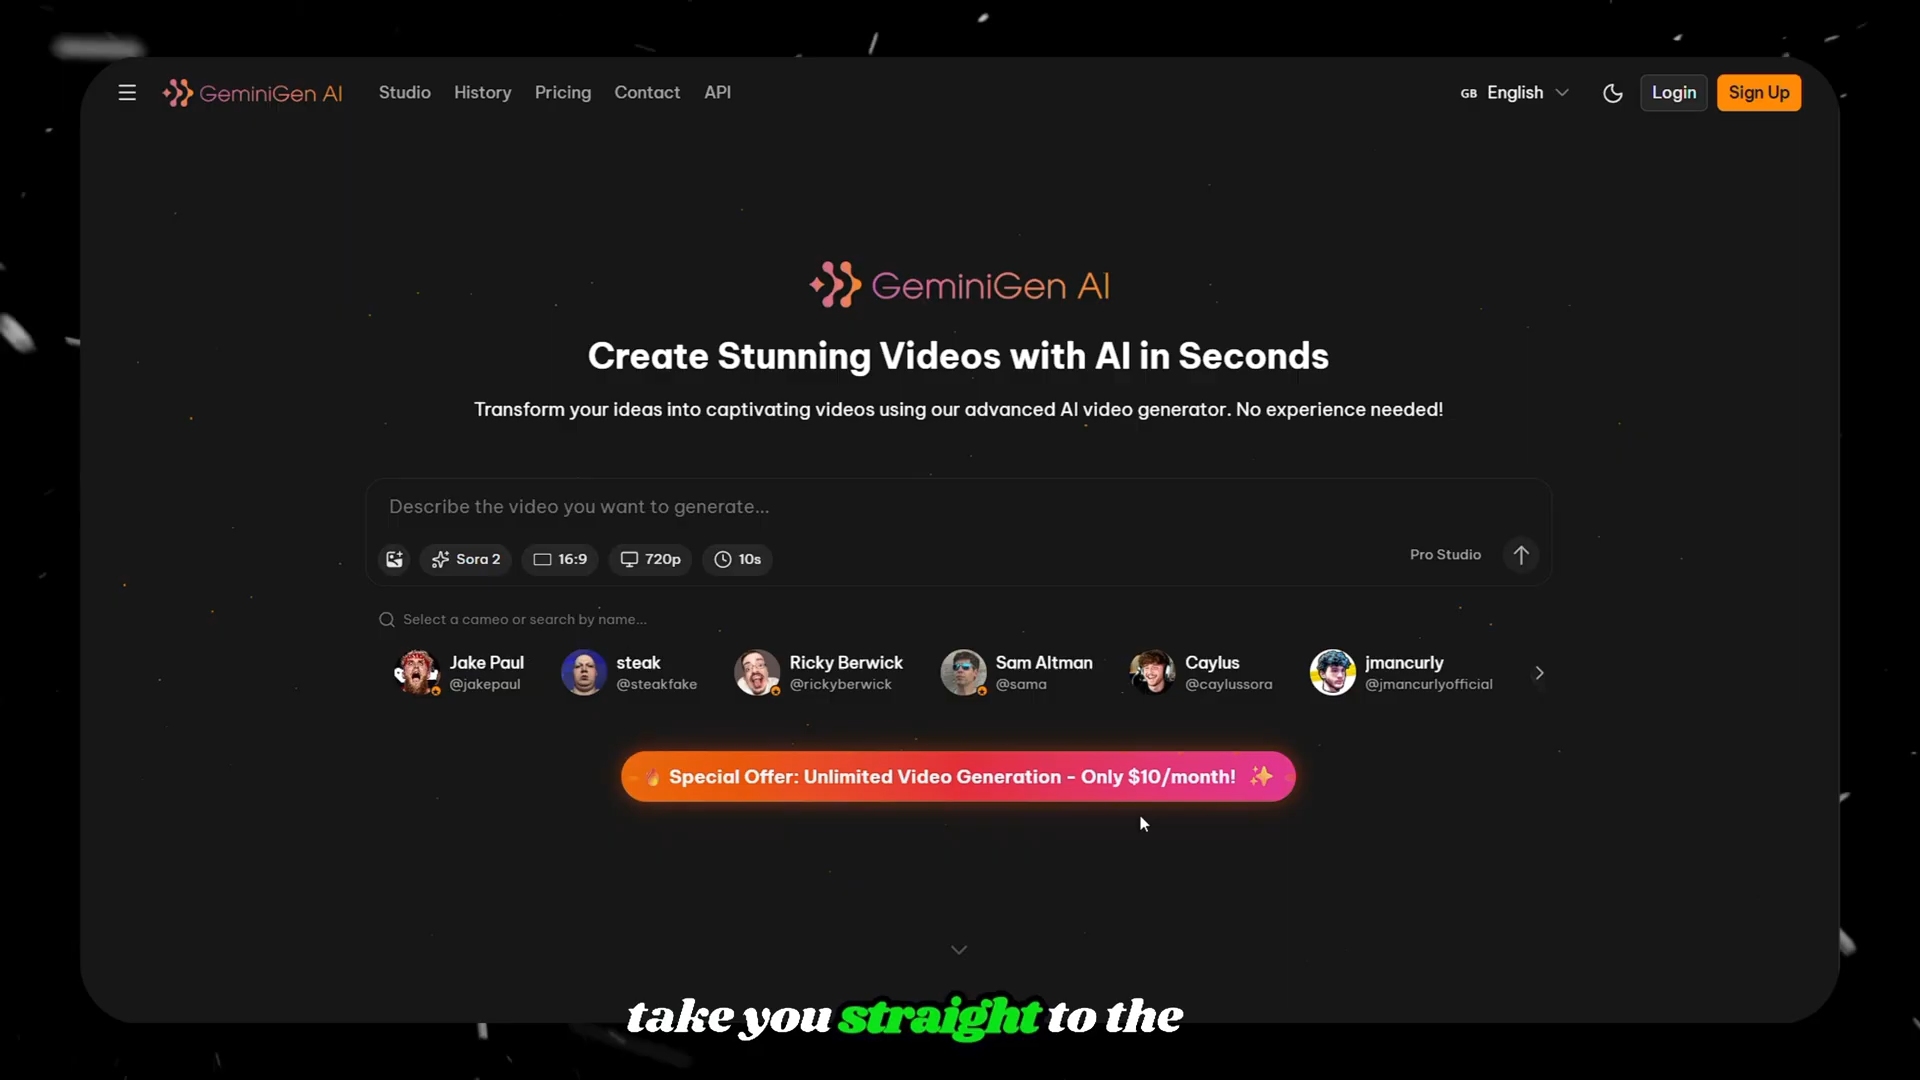 GeminiGen AI Studio History Pricing Contact API GB English Login Sign Up
GeminiGen AI
Create Stunning Videos with AI in Seconds
Transform your ideas into captivating videos using our advanced AI video generator. No experience needed!
Describe the video you want to generate...
Sora 2 16:9 720p 10s Pro Studio
Select a cameo or search by name...
Jake Paul steak Ricky Berwick Sam Altman Caylus jmancurly
@jakepaul @steakfake @rickyberwick @sama @caylussora @jmancurlyofficial
🔥 Special Offer: Unlimited Video Generation - Only $10/month! ✨
take you straight to the